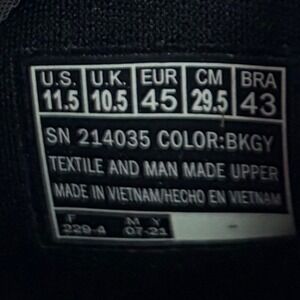 U.S. U.K. EUR CM BRA
11.5 10.5 45 29.5 43
SN 214035 COLOR:BKGY
TEXTILE AND MAN MADE UPPER
MADE IN VIETNAM/HECHO EN VIETNAM
F M Y
229-4 07-21
-